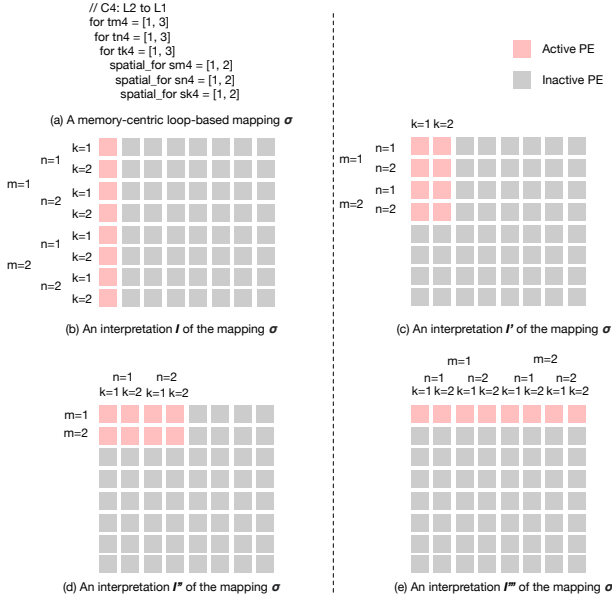 // C4: L2 to L1
for tm4 = [1, 3)
for tn4 = [1, 3)
for tk4 = [1, 3)
spatial_for sm4 = [1, 2)
spatial_for sn4 = [1, 2)
spatial_for sk4 = [1, 2)
(a) A memory-centric loop-based mapping σ
Active PE
Inactive PE
m=1
n=1
k=1
k=2
n=2
k=1
k=2
m=2
n=1
k=1
k=2
n=2
k=1
k=2
(b) An interpretation I of the mapping σ
k=1 k=2
m=1
n=1
n=2
m=2
n=1
n=2
(c) An interpretation I' of the mapping σ
n=1 n=2
k=1 k=2 k=1 k=2
m=1
m=2
(d) An interpretation I'' of the mapping σ
m=1 m=2
n=1 n=2 n=1 n=2
k=1 k=2 k=1 k=2 k=1 k=2 k=1 k=2
(e) An interpretation I''' of the mapping σ